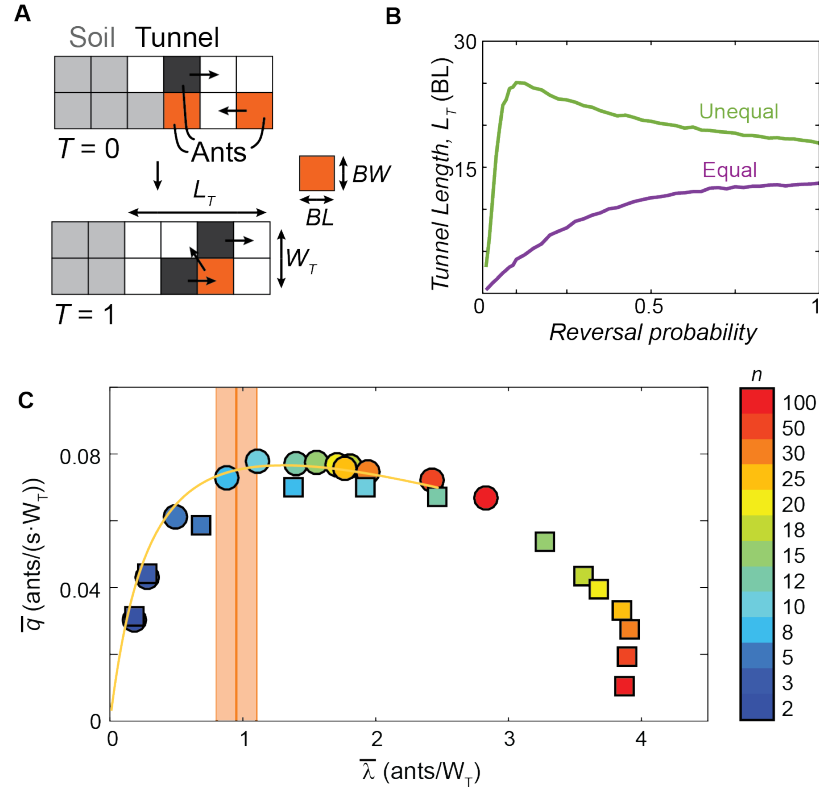 A
Soil Tunnel
T = 0
Ants
BW
BL
L_T
W_T
T = 1
B
30
15
0
0.5
1
Tunnel Length, L_T (BL)
Unequal
Equal
Reversal probability
C
n
0.08
0.04
0
0
1
2
3
4
q̅ (ants/(s·W_T))
λ̅ (ants/W_T)
100
50
30
25
20
18
15
12
10
8
5
3
2